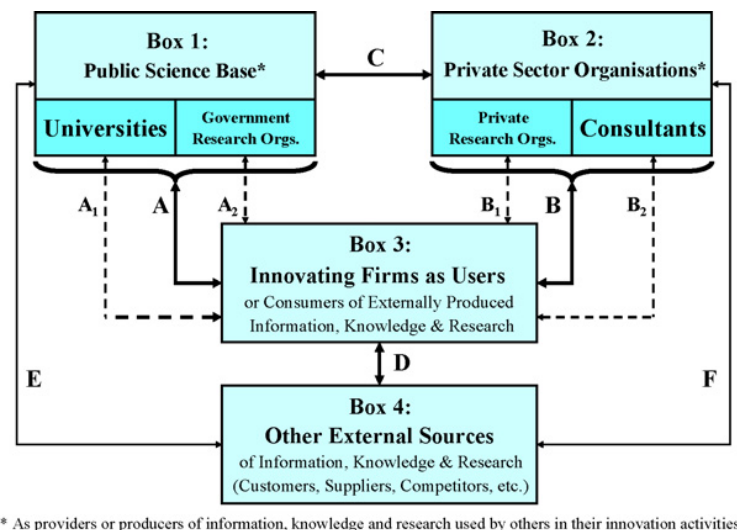 Box 1:
Public Science Base*
Universities
Government
Research Orgs.
C
Box 2:
Private Sector Organisations*
Private
Research Orgs.
Consultants
A₁
A
A₂
B₁
B
B₂
Box 3:
Innovating Firms as Users
or Consumers of Externally Produced
Information, Knowledge & Research
E
D
F
Box 4:
Other External Sources
of Information, Knowledge & Research
(Customers, Suppliers, Competitors, etc.)
* As providers or producers of information, knowledge and research used by others in their innovation activities